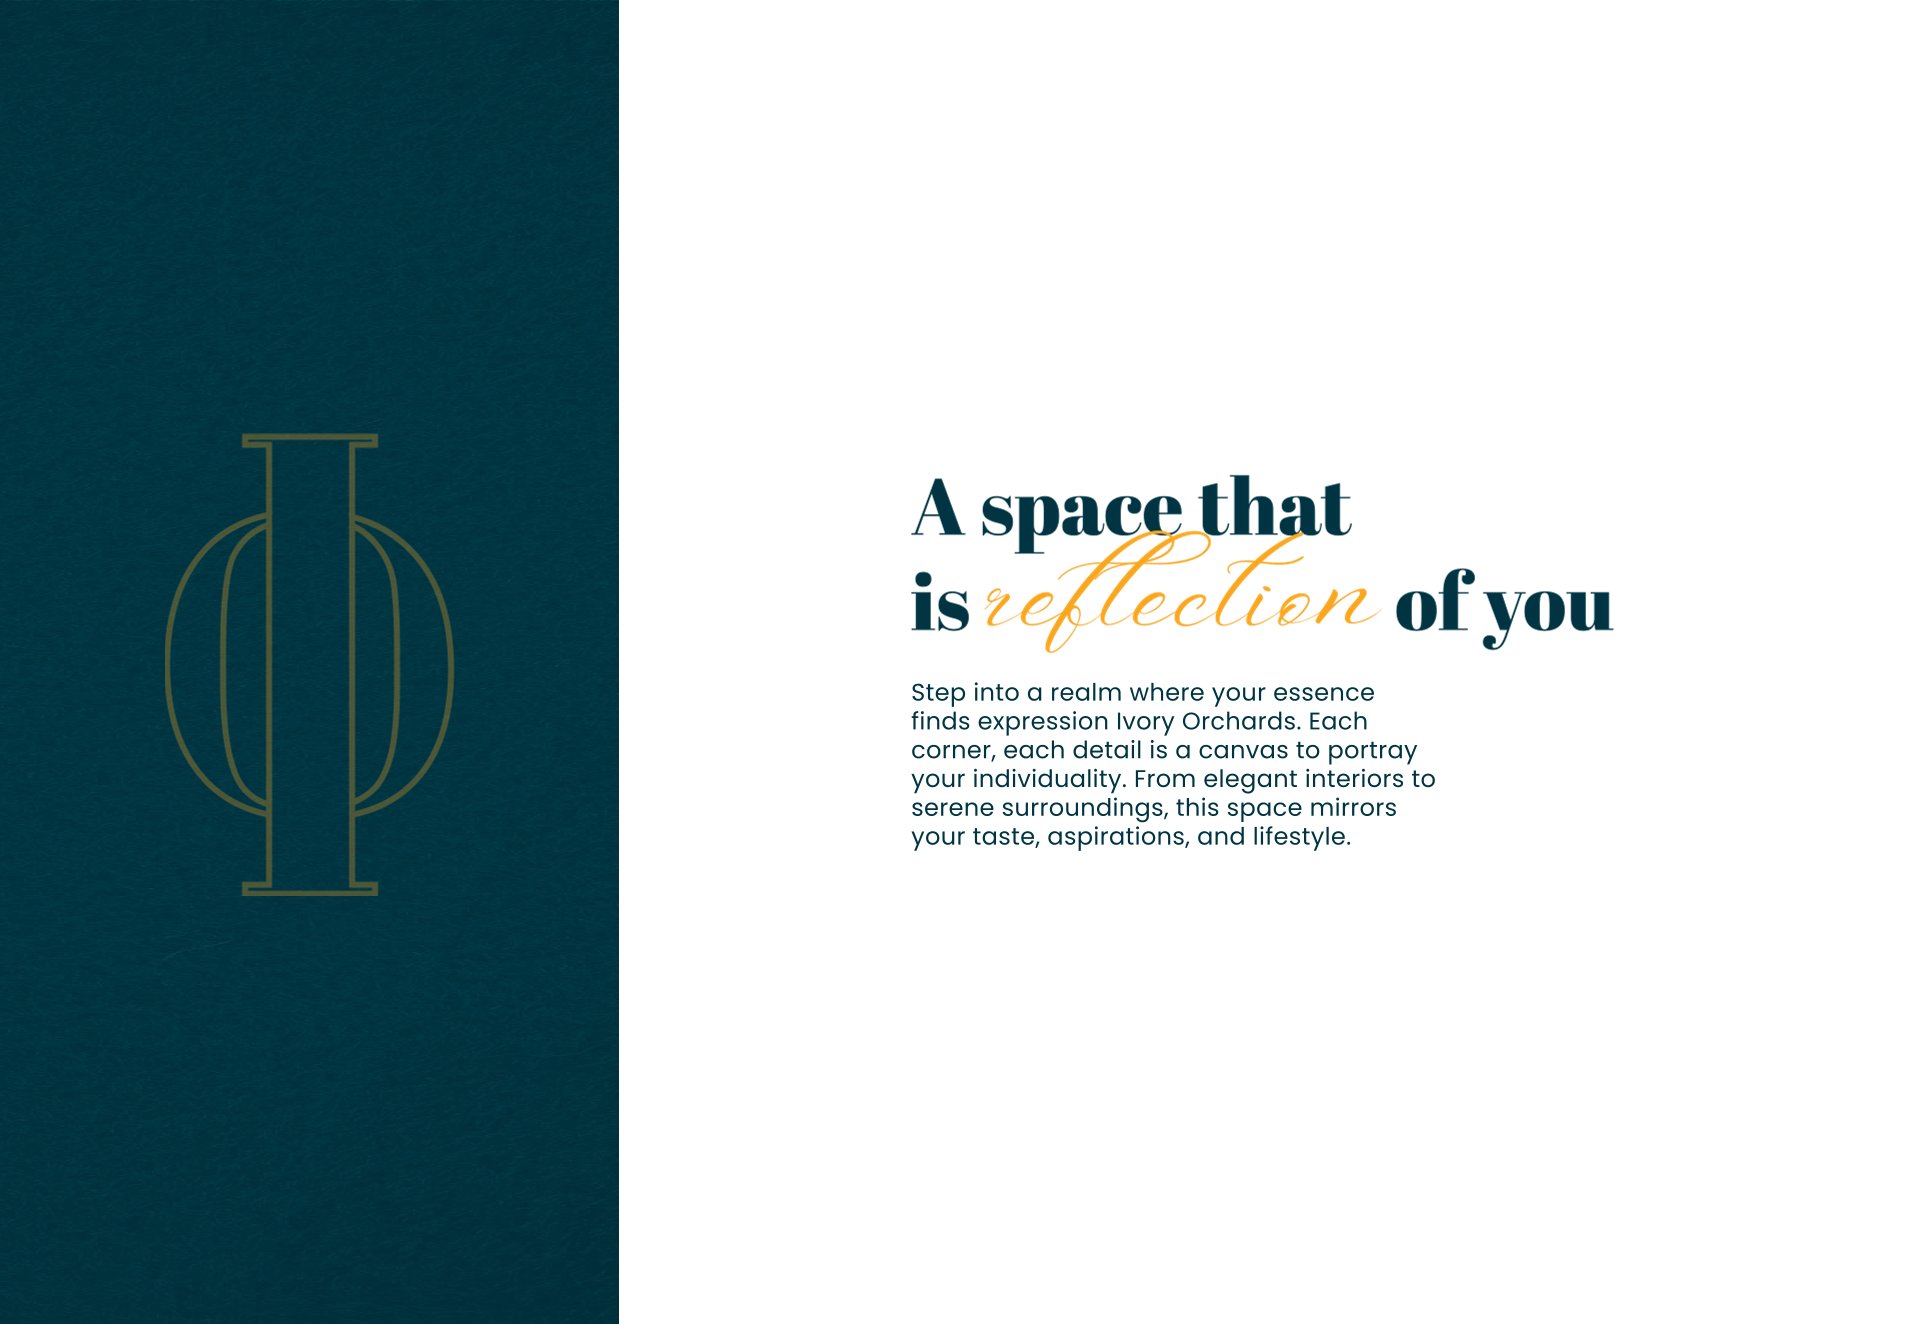 A space that
is reflection of you
Step into a realm where your essence
finds expression Ivory Orchards. Each
corner, each detail is a canvas to portray
your individuality. From elegant interiors to
serene surroundings, this space mirrors
your taste, aspirations, and lifestyle.